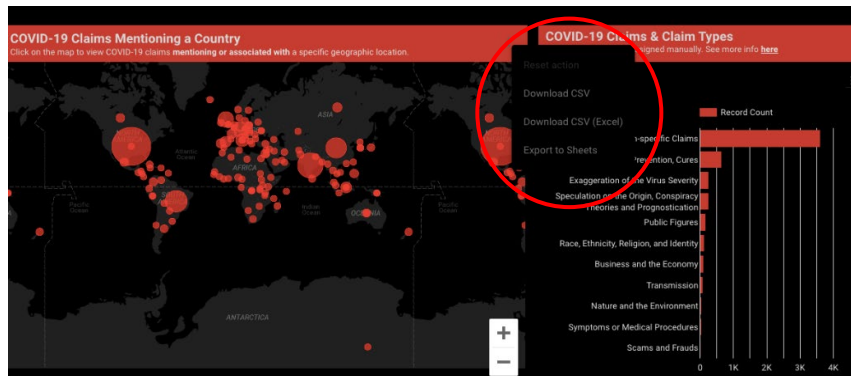 COVID-19 Claims Mentioning a Country
Click on the map to view COVID-19 claims mentioning or associated with a specific geographic location.
ASIA
Atlantic
Ocean
AFRICA
Pacific
Ocean
Indian
Ocean
OCEANIA
Pacific
Ocean
ANTARCTICA
+
−
COVID-19 Claims & Claim Types
signed manually. See more info here
Reset action
Download CSV
Download CSV (Excel)
Export to Sheets
Record Count
n-specific Claims
Prevention, Cures
Exaggeration of the Virus Severity
Speculation on the Origin, Conspiracy
Theories and Prognostication
Public Figures
Race, Ethnicity, Religion, and Identity
Business and the Economy
Transmission
Nature and the Environment
Symptoms or Medical Procedures
Scams and Frauds
0 1K 2K 3K 4K